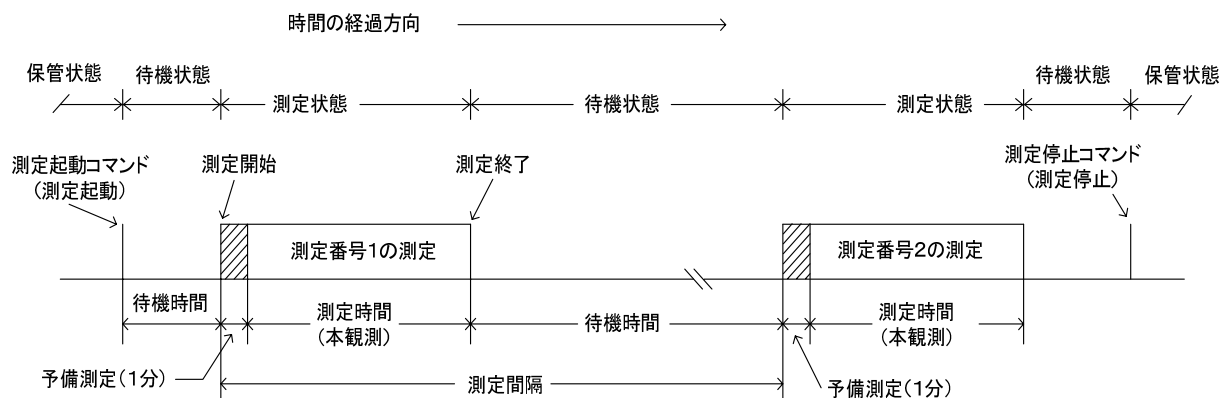 時間の経過方向
保管状態
待機状態
測定状態
待機状態
測定状態
待機状態
保管状態
測定起動コマンド
(測定起動)
測定開始
測定終了
測定停止コマンド
(測定停止)
測定番号1の測定
測定番号2の測定
待機時間
測定時間
(本観測)
待機時間
測定時間
(本観測)
予備測定(1分)
測定間隔
予備測定(1分)